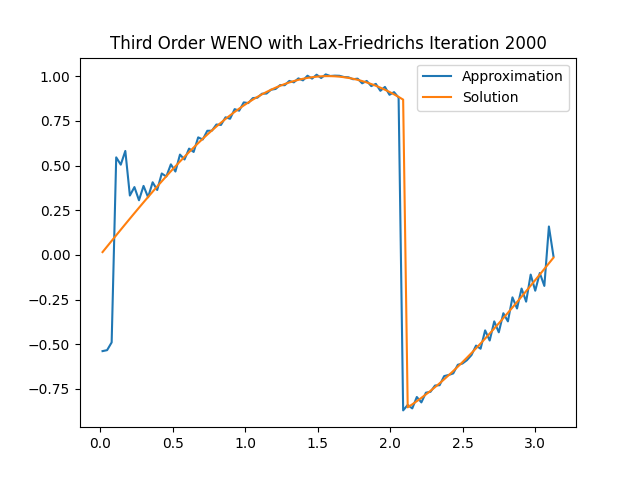 Third Order WENO with Lax-Friedrichs Iteration 2000
Approximation
Solution
1.00
0.75
0.50
0.25
0.00
−0.25
−0.50
−0.75
0.0 0.5 1.0 1.5 2.0 2.5 3.0